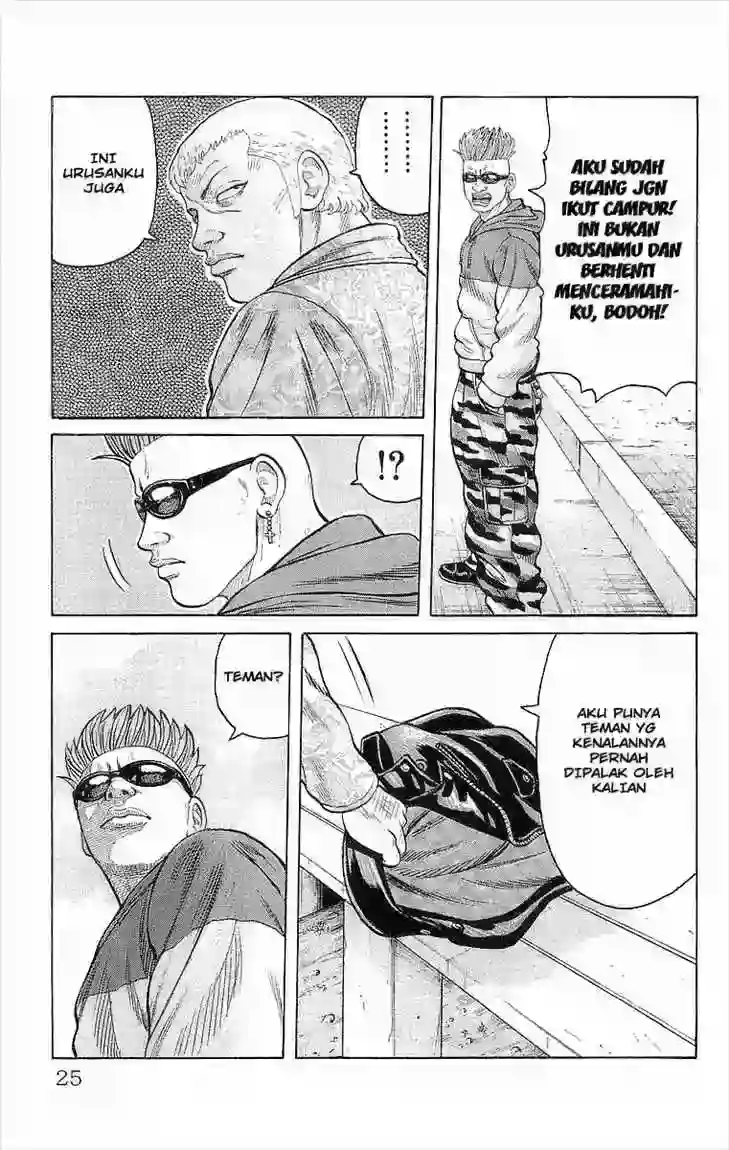 AKU SUDAH
BILANG JGN
IKUT CAMPUR!
INI BUKAN
URUSANMU DAN
BERHENTI
MENCERAMAHI-
KU, BODOH!
..........
INI
URUSANKU
JUGA
!?
AKU PUNYA
TEMAN YG
KENALANNYA
PERNAH
DIPALAK OLEH
KALIAN
TEMAN?
25